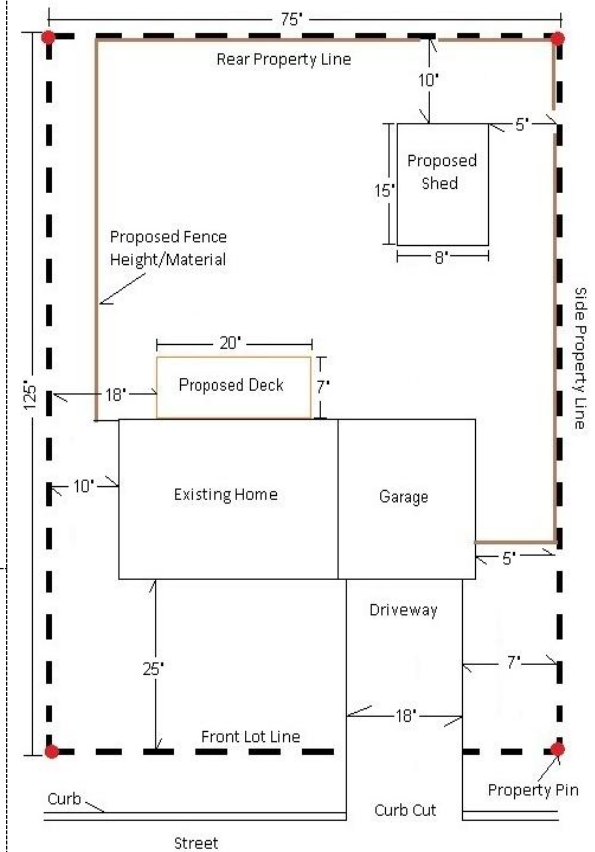 75"
Rear Property Line
10"
5"
Proposed
Shed
15"
8"
Proposed Fence
Height/Material
Side Property Line
20"
Proposed Deck
7"
18"
125"
10"
Existing Home
Garage
5"
Driveway
25"
7"
18"
Front Lot Line
Property Pin
Curb
Curb Cut
Street